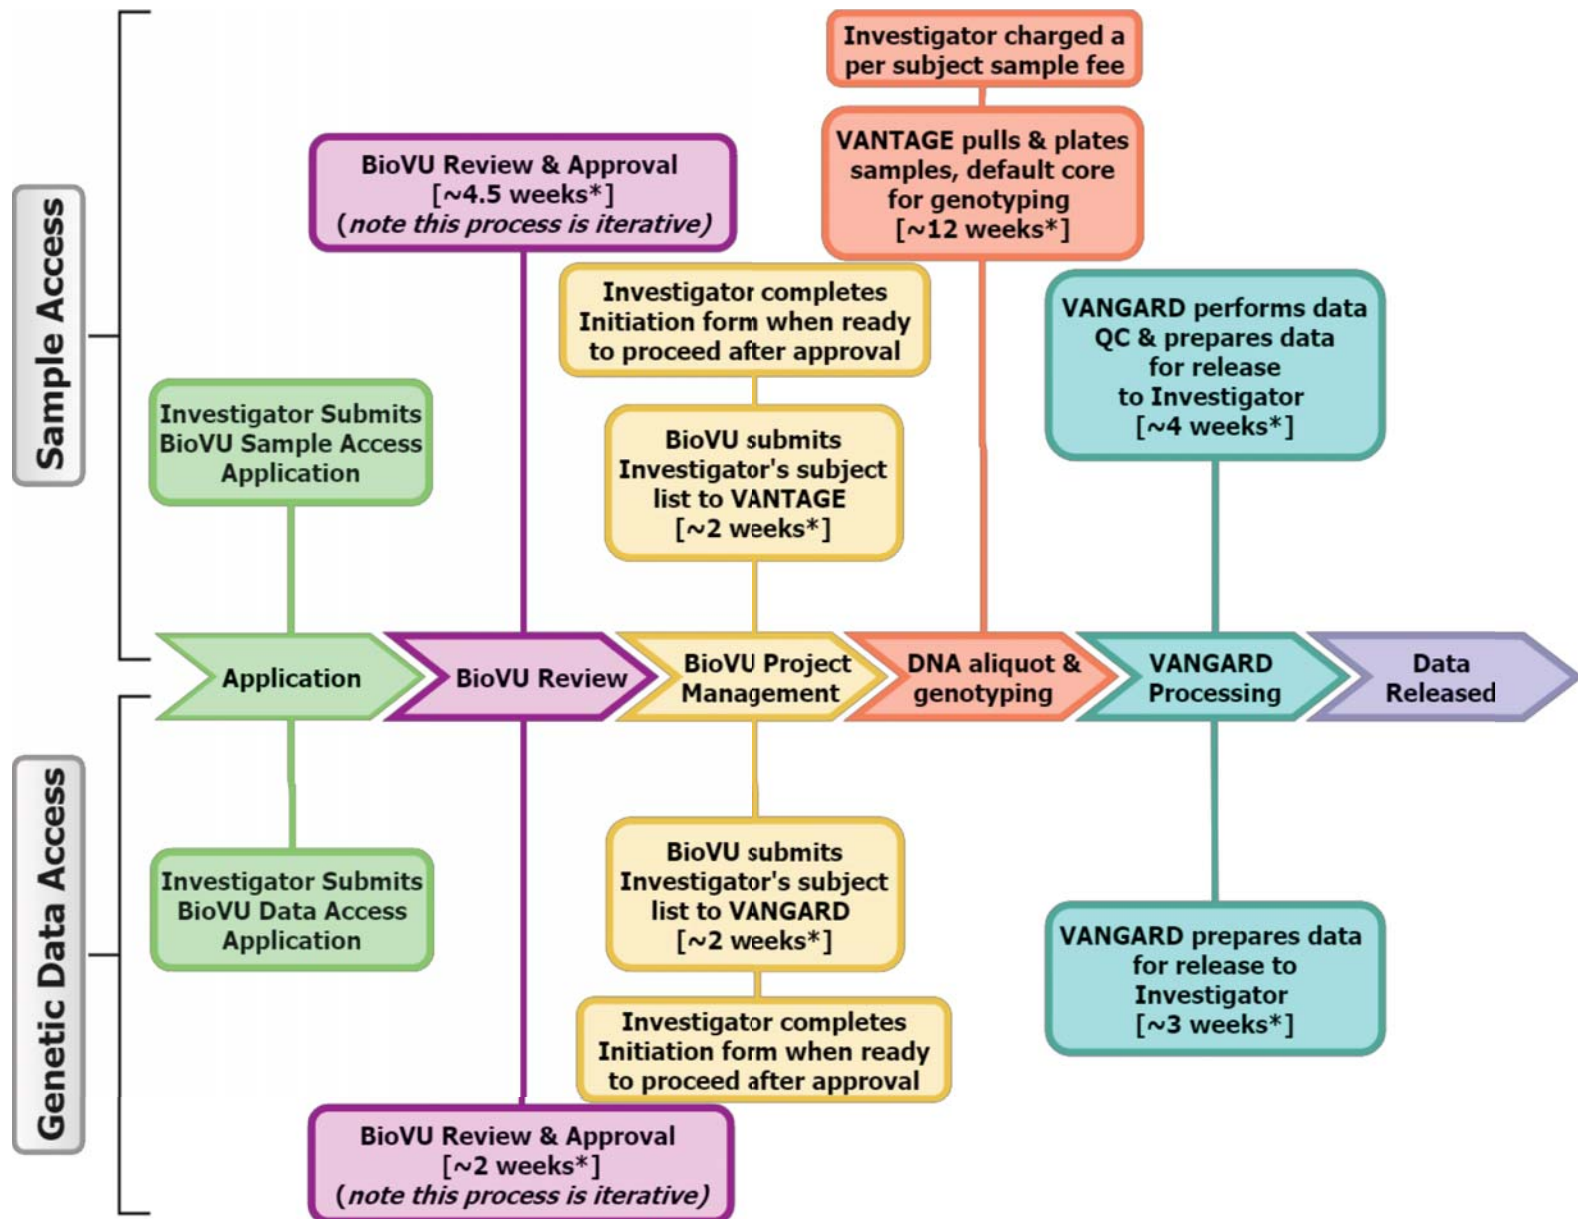 Sample Access
Investigator charged a
per subject sample fee
VANTAGE pulls & plates
samples, default core
for genotyping
[~12 weeks*]
BioVU Review & Approval
[~4.5 weeks*]
(note this process is iterative)
Investigator completes
Initiation form when ready
to proceed after approval
VANGARD performs data
QC & prepares data
for release
to Investigator
[~4 weeks*]
Investigator Submits
BioVU Sample Access
Application
BioVU submits
Investigator's subject
list to VANTAGE
[~2 weeks*]
Application
BioVU Review
BioVU Project
Management
DNA aliquot &
genotyping
VANGARD
Processing
Data
Released
Genetic Data Access
Investigator Submits
BioVU Data Access
Application
BioVU submits
Investigator's subject
list to VANGARD
[~2 weeks*]
VANGARD prepares data
for release to
Investigator
[~3 weeks*]
Investigator completes
Initiation form when ready
to proceed after approval
BioVU Review & Approval
[~2 weeks*]
(note this process is iterative)